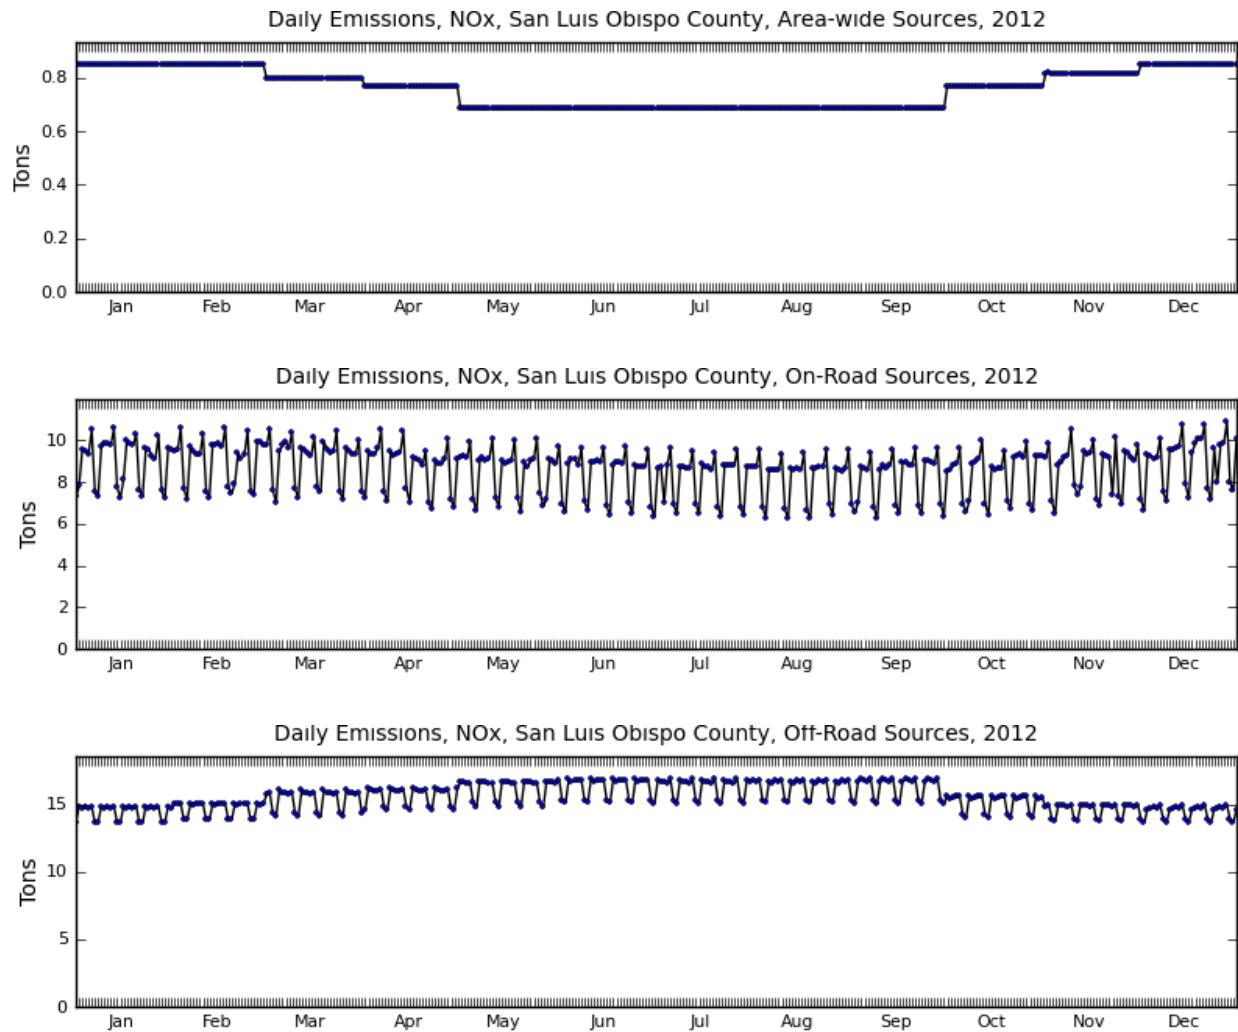 Daily Emissions, NOx, San Luis Obispo County, Area-wide Sources, 2012
Tons
0.8
0.6
0.4
0.2
0.0
Jan Feb Mar Apr May Jun Jul Aug Sep Oct Nov Dec
Daily Emissions, NOx, San Luis Obispo County, On-Road Sources, 2012
Tons
10
8
6
4
2
0
Jan Feb Mar Apr May Jun Jul Aug Sep Oct Nov Dec
Daily Emissions, NOx, San Luis Obispo County, Off-Road Sources, 2012
Tons
15
10
5
0
Jan Feb Mar Apr May Jun Jul Aug Sep Oct Nov Dec